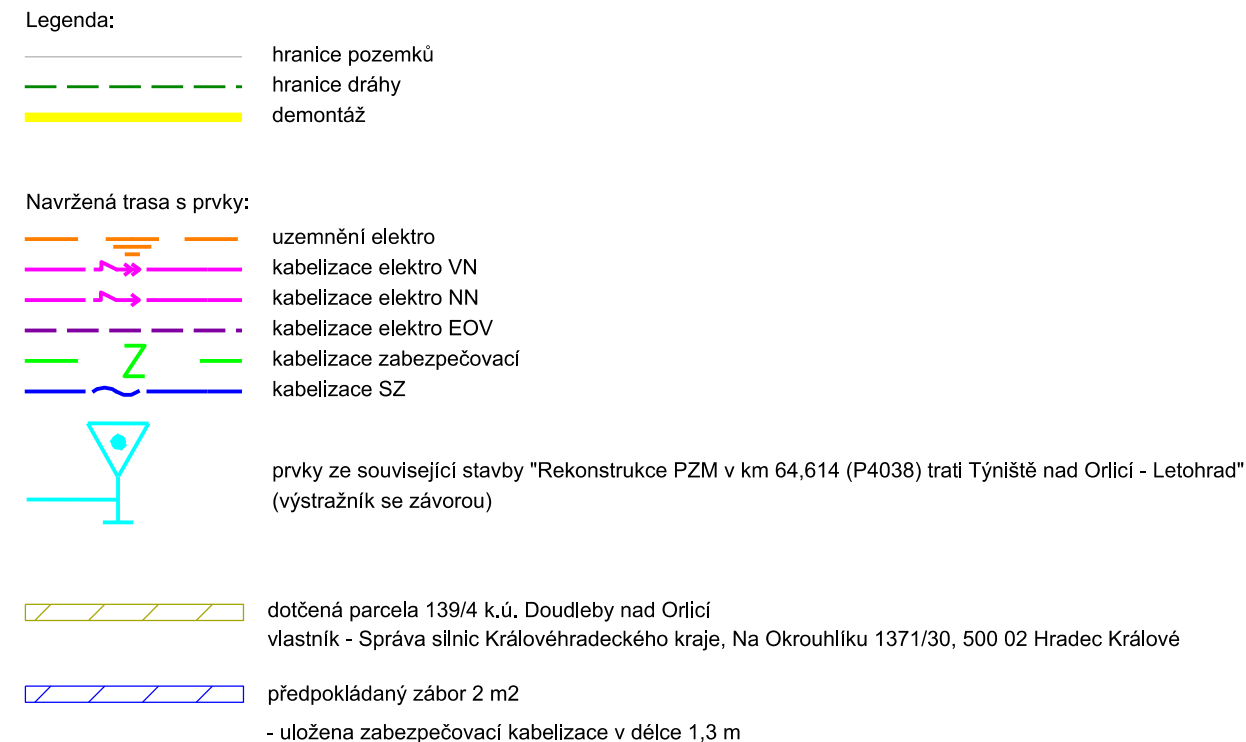 Legenda:
hranice pozemků
hranice dráhy
demontáž
Navržená trasa s prvky:
uzemnění elektro
kabelizace elektro VN
kabelizace elektro NN
kabelizace elektro EOV
Z kabelizace zabezpečovací
kabelizace SZ
prvky ze související stavby "Rekonstrukce PZM v km 64,614 (P4038) trati Týniště nad Orlicí - Letohrad"
(výstražník se závorou)
dotčená parcela 139/4 k.ú. Doudleby nad Orlicí
vlastník - Správa silnic Královéhradeckého kraje, Na Okrouhlíku 1371/30, 500 02 Hradec Králové
předpokládaný zábor 2 m2
- uložena zabezpečovací kabelizace v délce 1,3 m